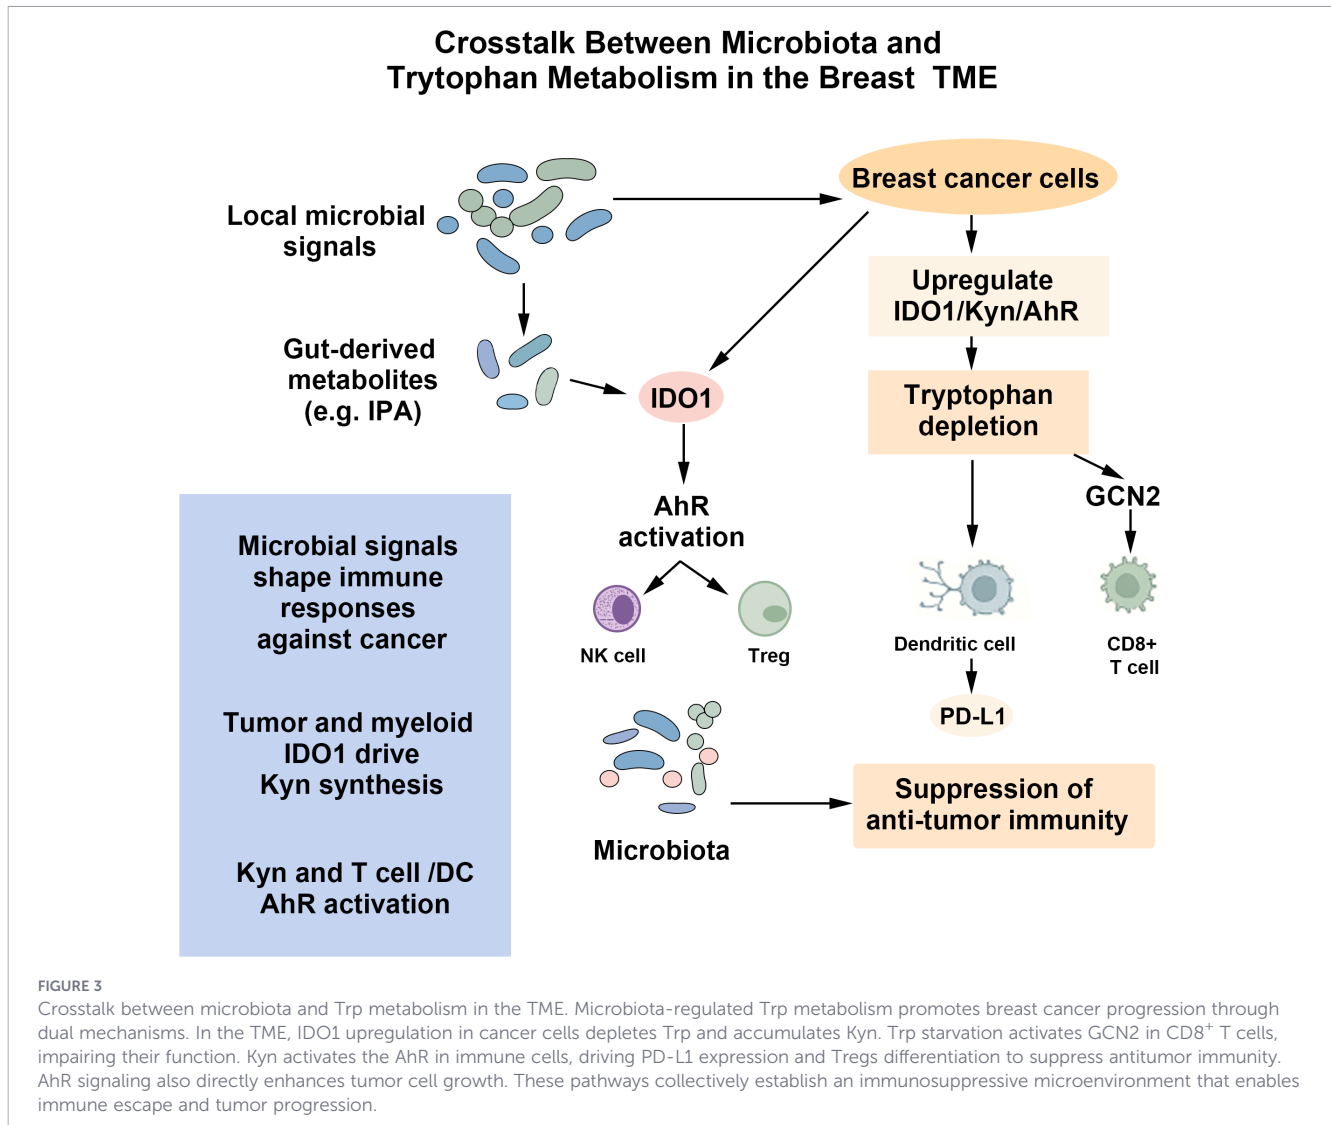 Crosstalk Between Microbiota and
Trytophan Metabolism in the Breast TME
Local microbial
signals
Breast cancer cells
Upregulate
IDO1/Kyn/AhR
Gut-derived
metabolites
(e.g. IPA)
IDO1
Tryptophan
depletion
GCN2
AhR
activation
NK cell
Treg
Dendritic cell
CD8+
T cell
PD-L1
Microbial signals
shape immune
responses
against cancer
Tumor and myeloid
IDO1 drive
Kyn synthesis
Kyn and T cell /DC
AhR activation
Microbiota
Suppression of
anti-tumor immunity
FIGURE 3
Crosstalk between microbiota and Trp metabolism in the TME. Microbiota-regulated Trp metabolism promotes breast cancer progression through
dual mechanisms. In the TME, IDO1 upregulation in cancer cells depletes Trp and accumulates Kyn. Trp starvation activates GCN2 in CD8⁺ T cells,
impairing their function. Kyn activates the AhR in immune cells, driving PD-L1 expression and Tregs differentiation to suppress antitumor immunity.
AhR signaling also directly enhances tumor cell growth. These pathways collectively establish an immunosuppressive microenvironment that enables
immune escape and tumor progression.